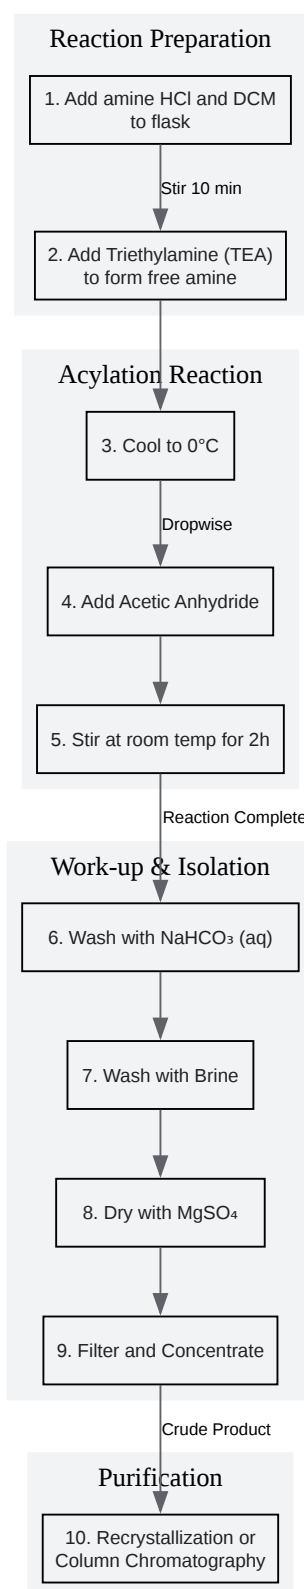 Reaction Preparation
1. Add amine HCl and DCM
to flask
Stir 10 min
2. Add Triethylamine (TEA)
to form free amine
Acylation Reaction
3. Cool to 0°C
Dropwise
4. Add Acetic Anhydride
5. Stir at room temp for 2h
Reaction Complete
Work-up & Isolation
6. Wash with NaHCO₃ (aq)
7. Wash with Brine
8. Dry with MgSO₄
9. Filter and Concentrate
Crude Product
Purification
10. Recrystallization or
Column Chromatography